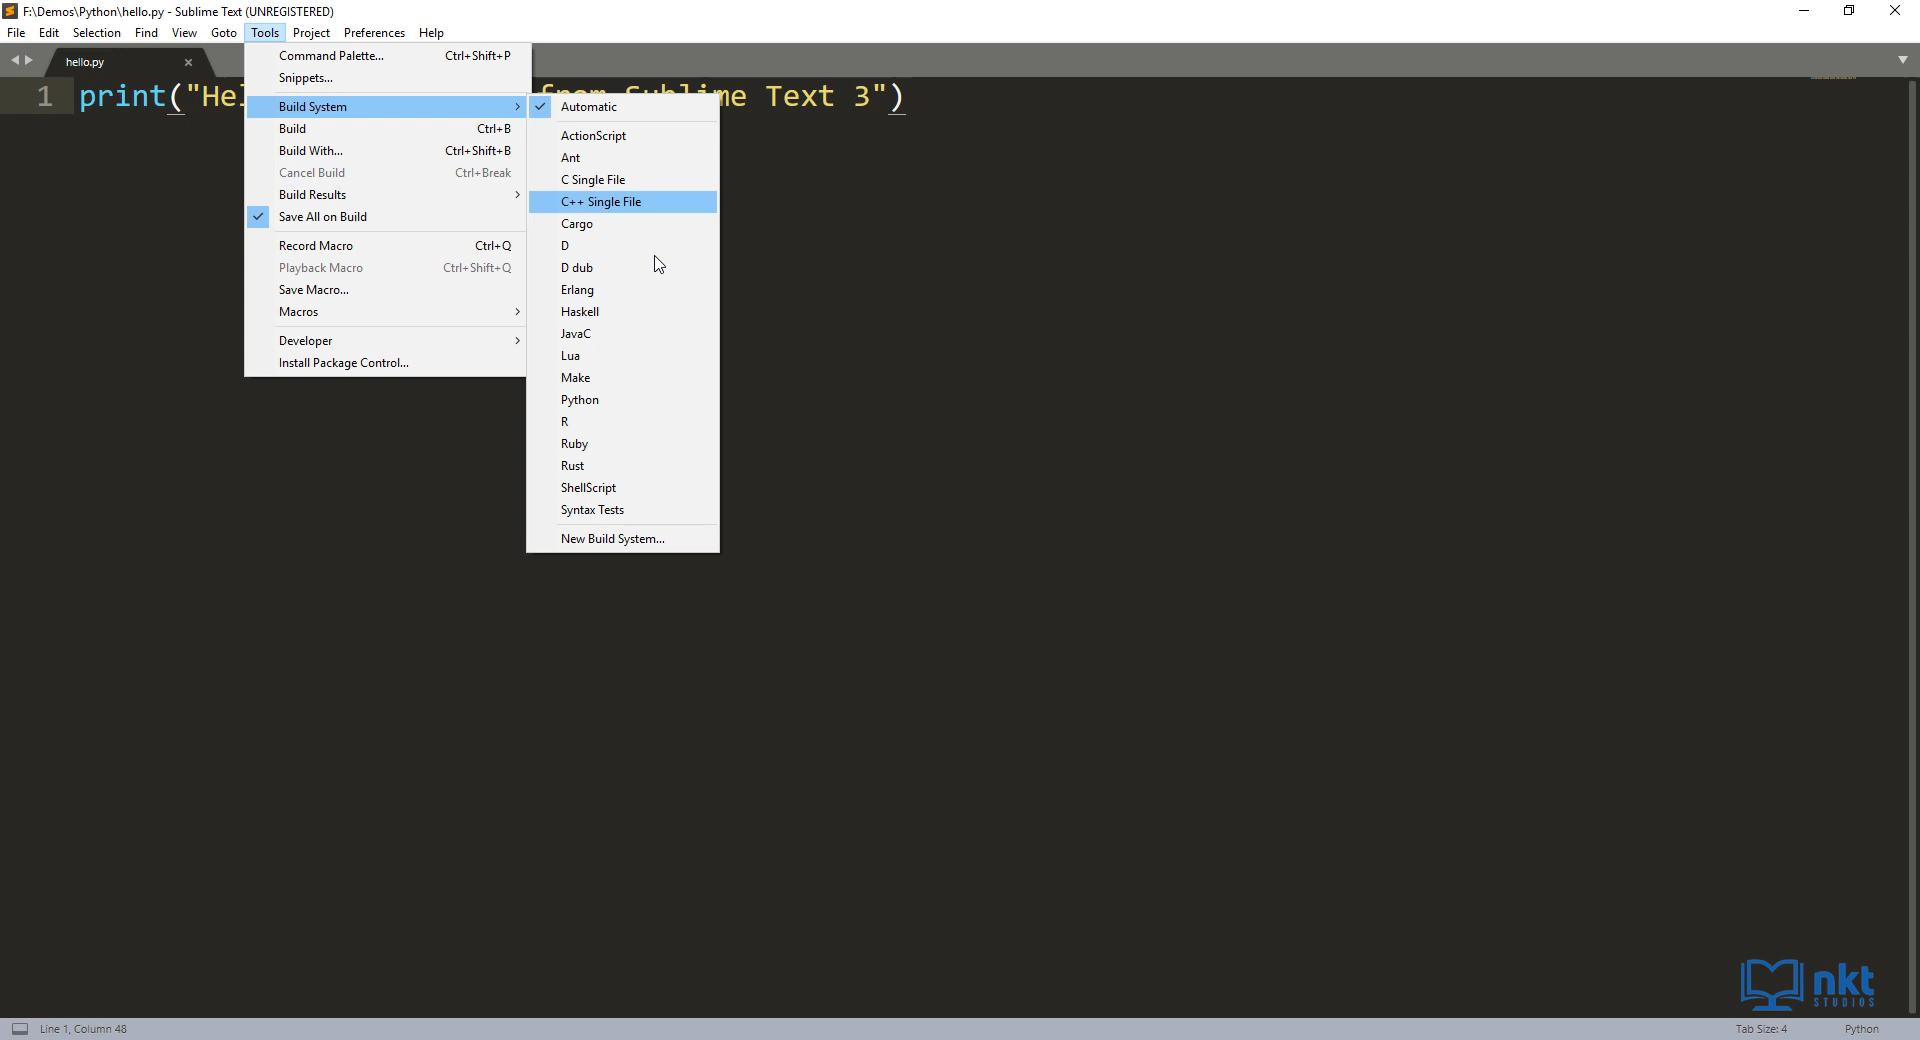 F:\Demos\Python\hello.py - Sublime Text (UNREGISTERED)
File Edit Selection Find View Goto Tools Project Preferences Help
hello.py
1 print("Hel from Sublime Text 3")
Command Palette... Ctrl+Shift+P
Snippets...
Build System
Build Ctrl+B
Build With... Ctrl+Shift+B
Cancel Build Ctrl+Break
Build Results
Save All on Build
Record Macro Ctrl+Q
Playback Macro Ctrl+Shift+Q
Save Macro...
Macros
Developer
Install Package Control...
Automatic
ActionScript
Ant
C Single File
C++ Single File
Cargo
D
D dub
Erlang
Haskell
JavaC
Lua
Make
Python
R
Ruby
Rust
ShellScript
Syntax Tests
New Build System...
nkt
STUDIOS
Line 1, Column 48
Tab Size: 4
Python